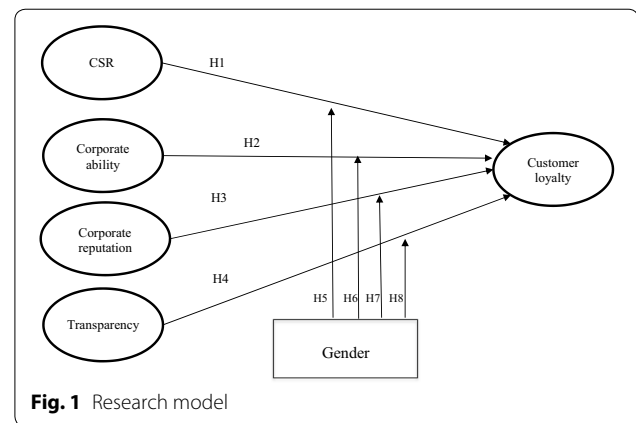 CSR
H1
Corporate
ability
H2
Customer
loyalty
Corporate
reputation
H3
Transparency
H4
H5
H6
H7
H8
Gender
Fig. 1 Research model